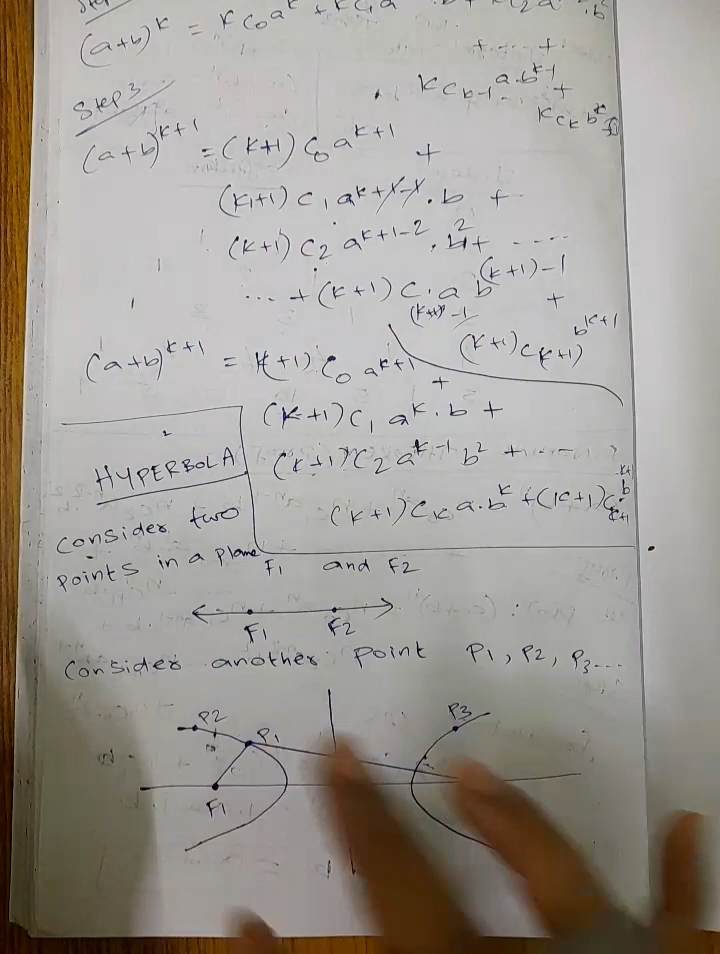 (a+b)^k = kC0 a^k + kC1 a
+ .... +.
kC k-1 a.b^k-1 +
kCk b^k
Step 3
(a+b)^k+1 = (k+1) C0 a^k+1 +
(k+1) C1 a^k+1-1 . b +
(k+1) C2 a^k+1-2 . b^2 + ....
... + (k+1) C (k+1)-1 . a b^(k+1)-1 +
(k+1) C(k+1) b^k+1
(a+b)^k+1 = (k+1) C0 a^k+1 +
(k+1) C1 a^k . b +
(k+1) C2 a^k-1 b^2 + ....
(k+1) Ck a.b^k + (k+1) C k+1 b^k+1
HYPERBOLA
Consider two
points in a plane F1 and F2
F1 F2
Consider another point P1, P2, P3...
P2 P1 P3
F1